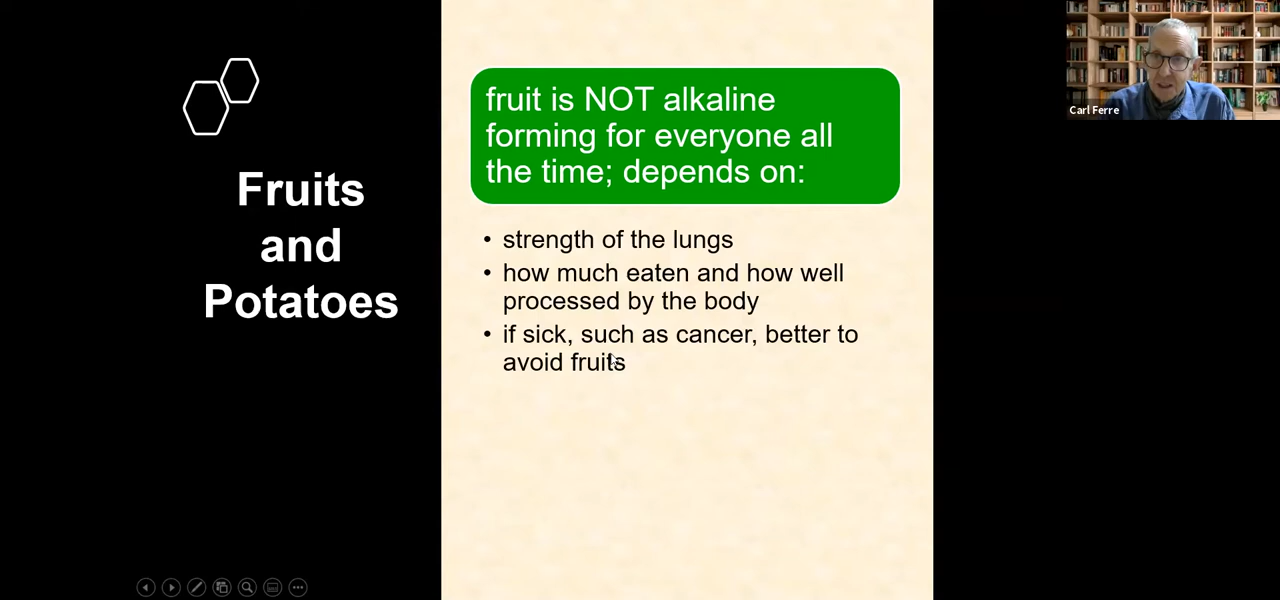 Fruits
and
Potatoes
fruit is NOT alkaline
forming for everyone all
the time; depends on:
• strength of the lungs
• how much eaten and how well
processed by the body
• if sick, such as cancer, better to
avoid fruits
Carl Ferre